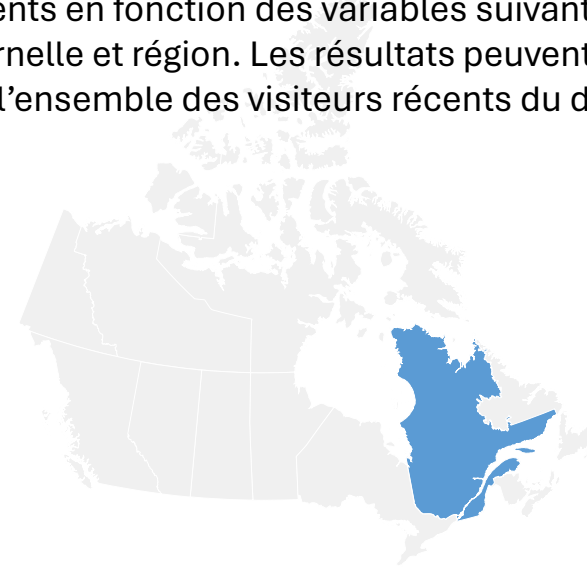 ents en fonction des variables suivant
rnelle et région. Les résultats peuvent
l’ensemble des visiteurs récents du d